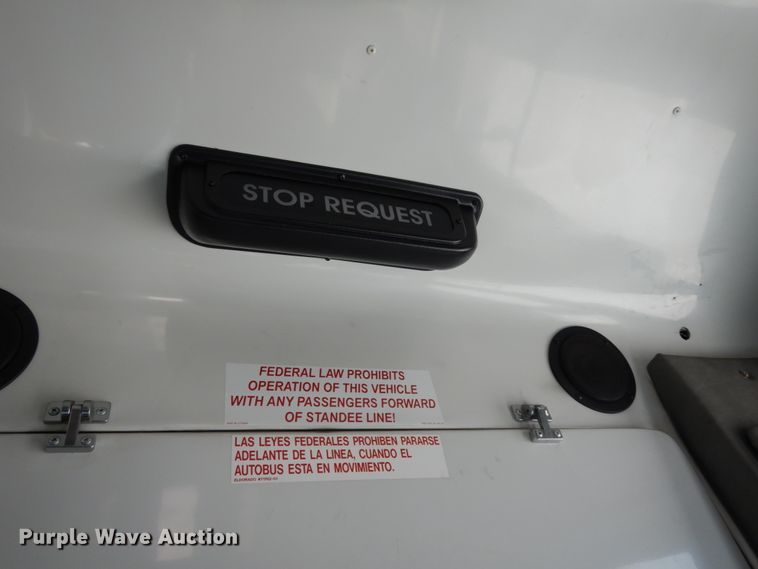 STOP REQUEST
FEDERAL LAW PROHIBITS
OPERATION OF THIS VEHICLE
WITH ANY PASSENGERS FORWARD
OF STANDEE LINE!
LAS LEYES FEDERALES PROHIBEN PARARSE
ADELANTE DE LA LINEA, CUANDO EL
AUTOBUS ESTA EN MOVIMIENTO.
Purple Wave Auction